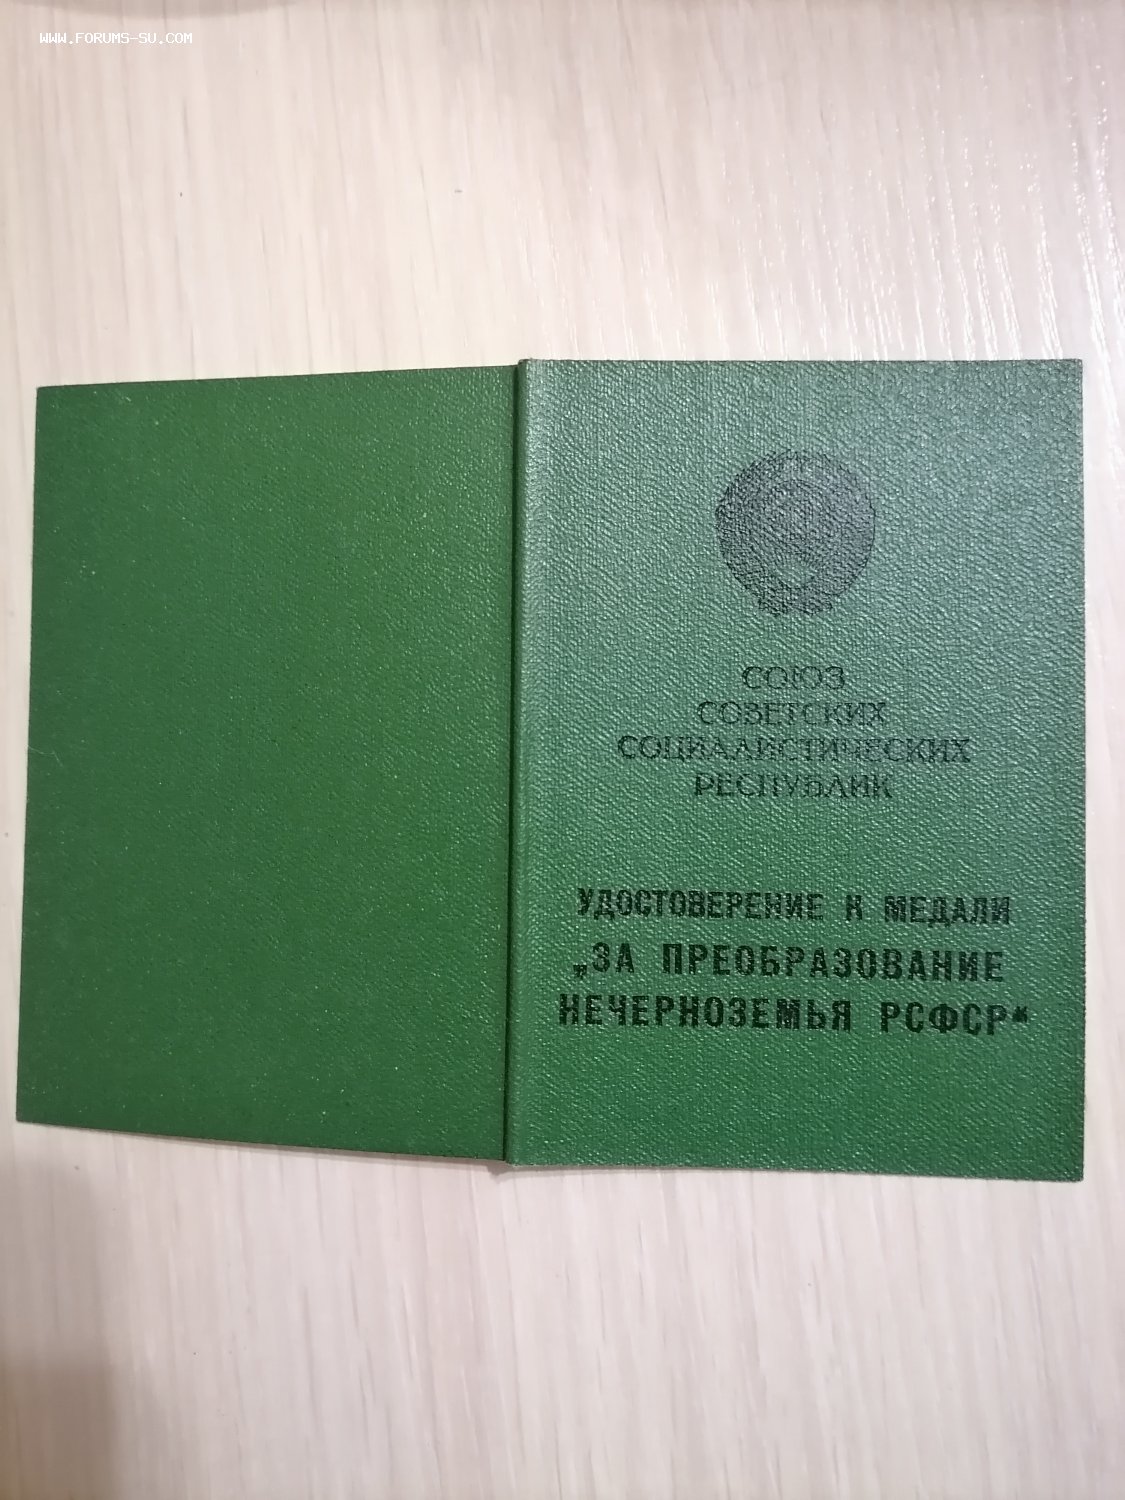 WWW.FORUMS-SU.COM
СОЮЗ
СОВЕТСКИХ
СОЦИАЛИСТИЧЕСКИХ
РЕСПУБЛИК
УДОСТОВЕРЕНИЕ К МЕДАЛИ
„ЗА ПРЕОБРАЗОВАНИЕ
НЕЧЕРНОЗЕМЬЯ РСФСР“